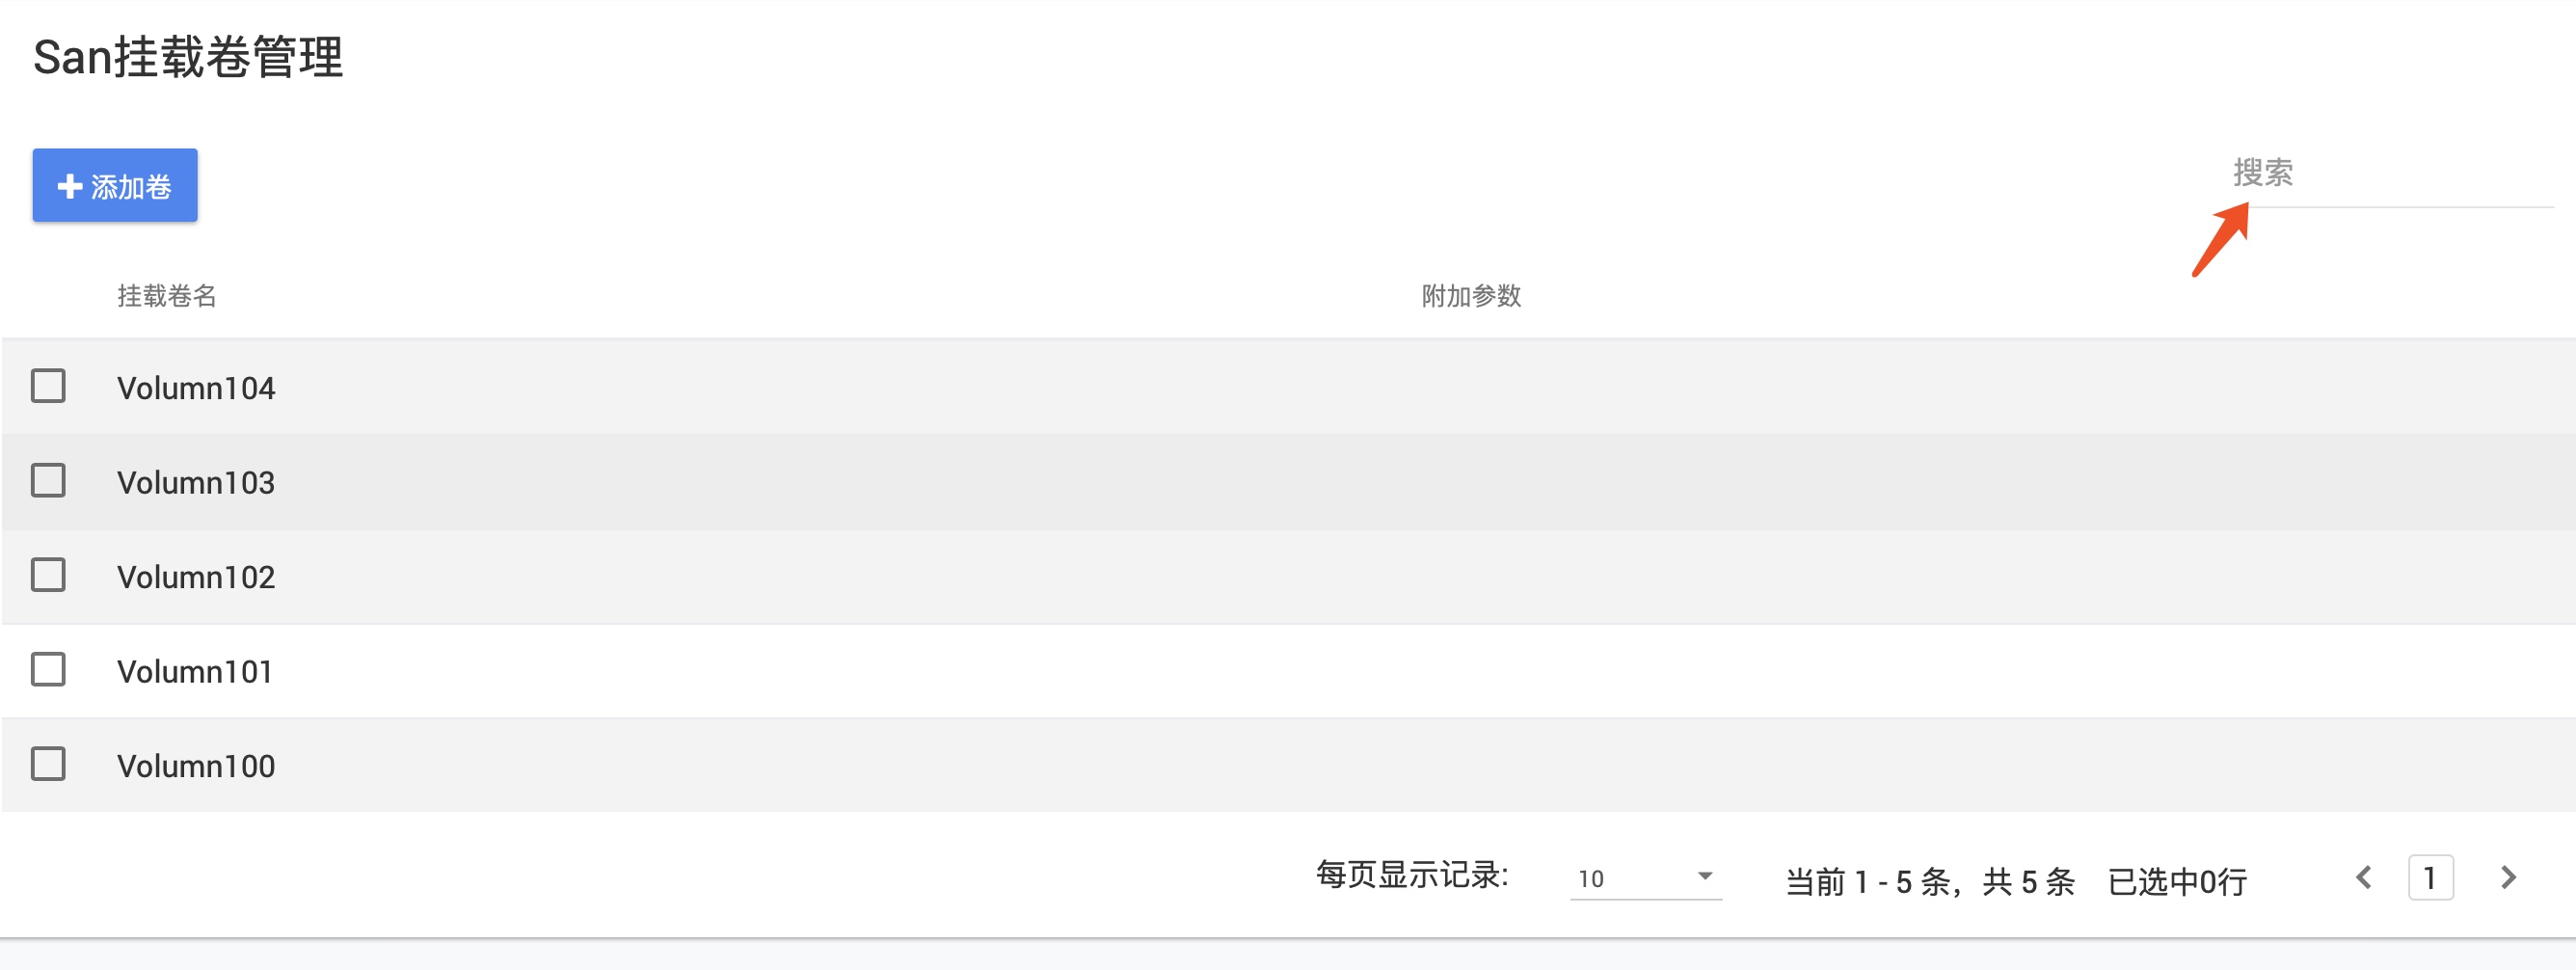 San挂载卷管理
添加卷
搜索
挂载卷名 附加参数
Volumn104
Volumn103
Volumn102
Volumn101
Volumn100
每页显示记录: 10 当前 1 - 5 条，共 5 条 已选中0行 1